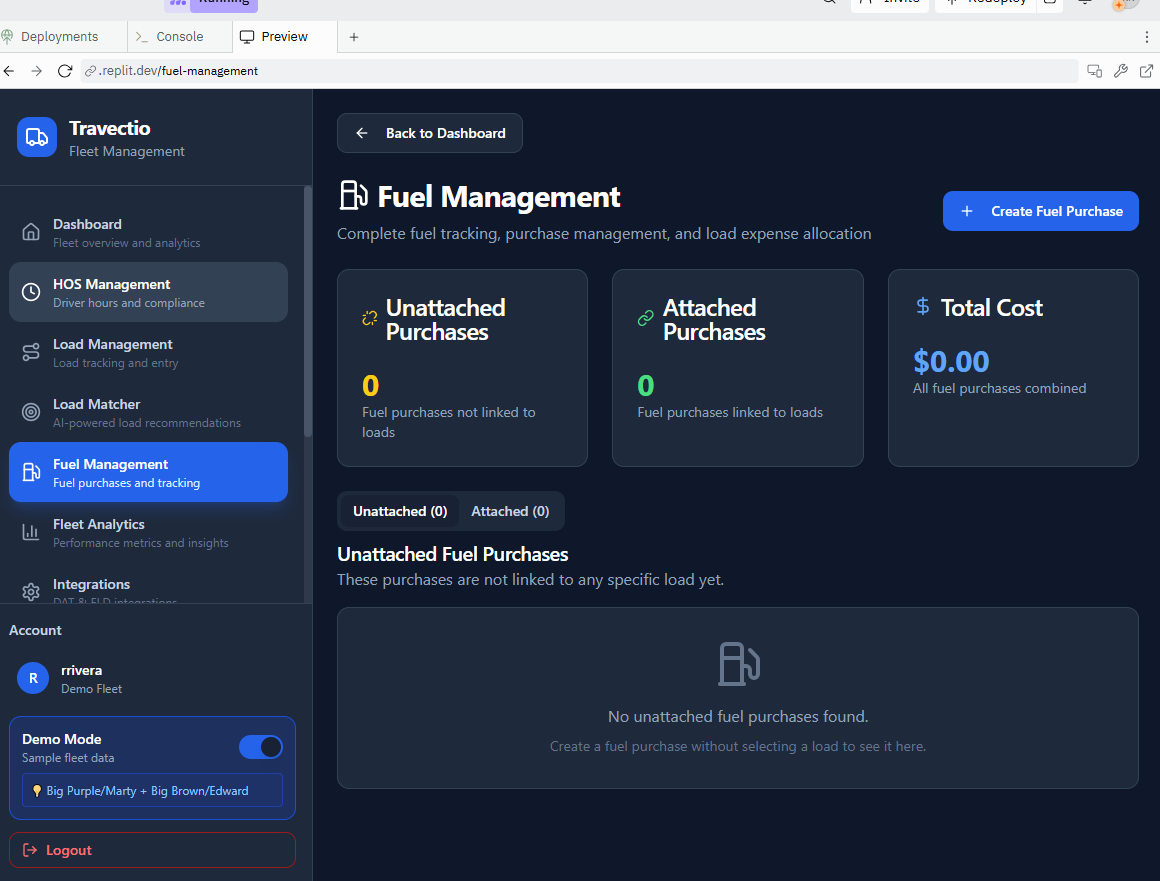 Running
Invite
Redeploy
Deployments
Console
Preview
.replit.dev/fuel-management
Travectio
Fleet Management
Dashboard
Fleet overview and analytics
HOS Management
Driver hours and compliance
Load Management
Load tracking and entry
Load Matcher
AI-powered load recommendations
Fuel Management
Fuel purchases and tracking
Fleet Analytics
Performance metrics and insights
Integrations
DAT & ELD integrations
Account
R
rrivera
Demo Fleet
Demo Mode
Sample fleet data
Big Purple/Marty + Big Brown/Edward
Logout
Back to Dashboard
Fuel Management
Complete fuel tracking, purchase management, and load expense allocation
+ Create Fuel Purchase
Unattached
Purchases
0
Fuel purchases not linked to
loads
Attached
Purchases
0
Fuel purchases linked to loads
$ Total Cost
$0.00
All fuel purchases combined
Unattached (0)
Attached (0)
Unattached Fuel Purchases
These purchases are not linked to any specific load yet.
No unattached fuel purchases found.
Create a fuel purchase without selecting a load to see it here.